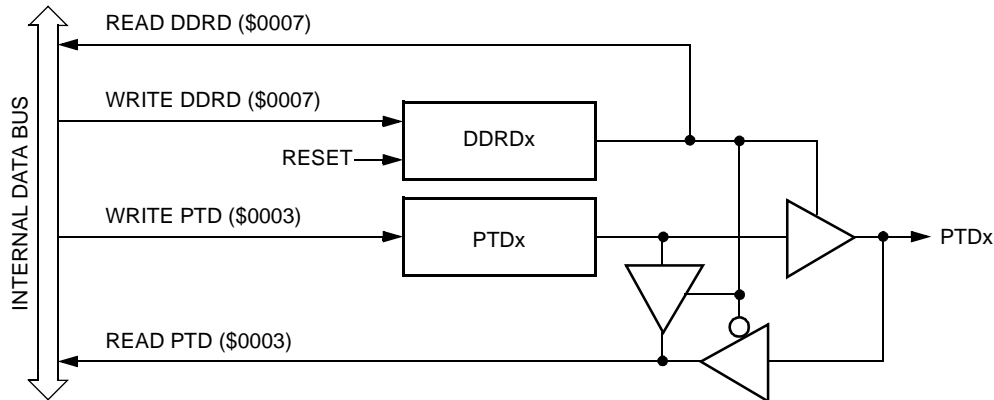 READ DDRD ($0007)
WRITE DDRD ($0007)
DDRDx
RESET
WRITE PTD ($0003)
PTDx
PTDx
READ PTD ($0003)
INTERNAL DATA BUS